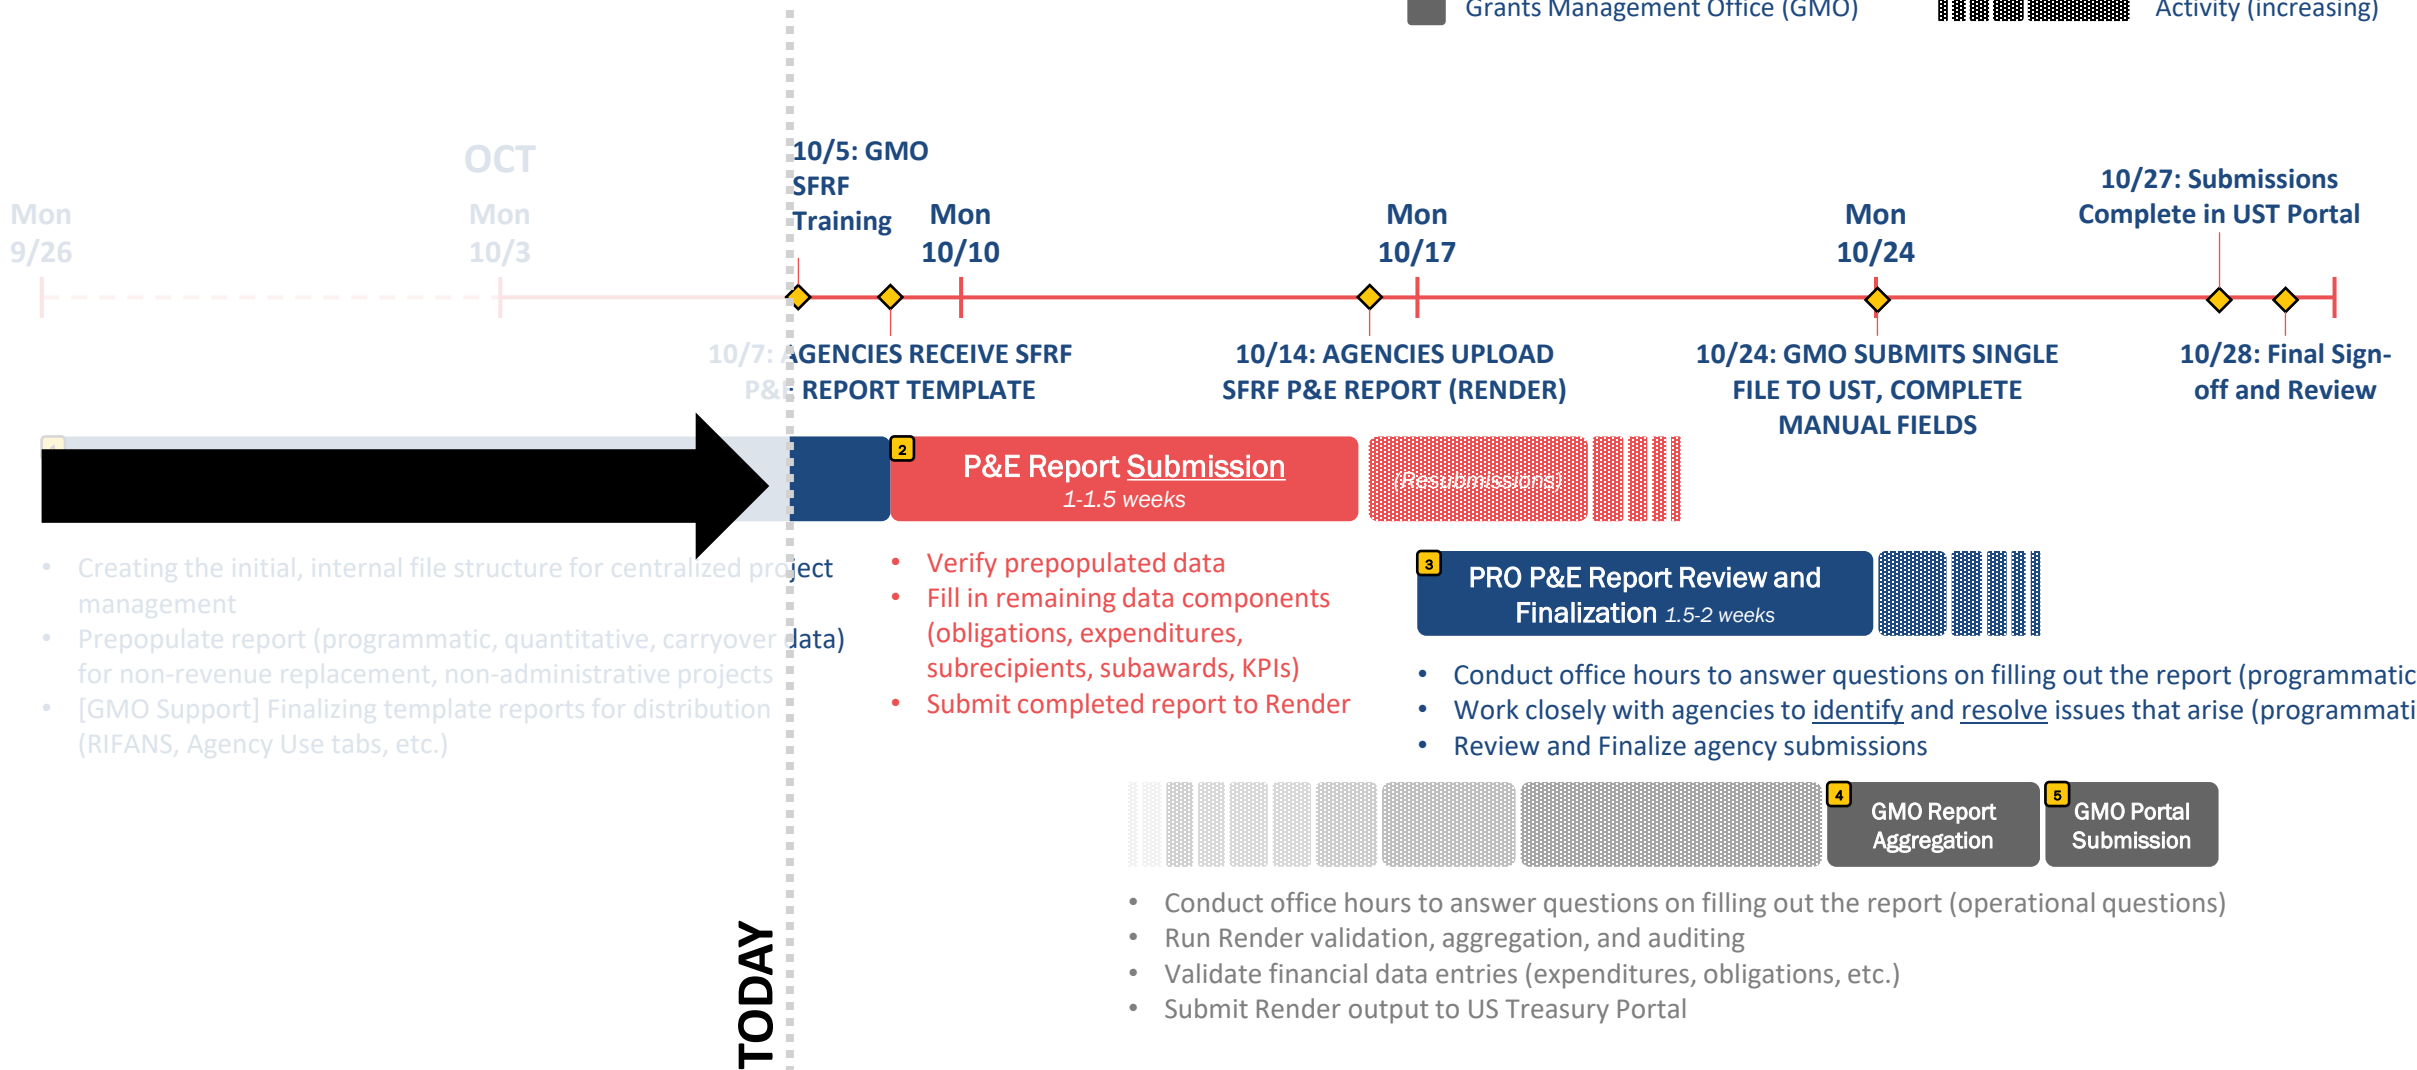 Grants Management Office (GMO)
Activity (increasing)
OCT
Mon
9/26
Mon
10/3
10/5: GMO
SFRF
Training
Mon
10/10
Mon
10/17
Mon
10/24
10/27: Submissions
Complete in UST Portal
10/7: AGENCIES RECEIVE SFRF
P&E REPORT TEMPLATE
10/14: AGENCIES UPLOAD
SFRF P&E REPORT (RENDER)
10/24: GMO SUBMITS SINGLE
FILE TO UST, COMPLETE
MANUAL FIELDS
10/28: Final Sign-
off and Review
2
P&E Report Submission
1-1.5 weeks
(Resubmissions)
• Creating the initial, internal file structure for centralized project
management
• Prepopulate report (programmatic, quantitative, carryover data)
for non-revenue replacement, non-administrative projects
• [GMO Support] Finalizing template reports for distribution
(RIFANS, Agency Use tabs, etc.)
• Verify prepopulated data
• Fill in remaining data components
(obligations, expenditures,
subrecipients, subawards, KPIs)
• Submit completed report to Render
3
PRO P&E Report Review and
Finalization 1.5-2 weeks
• Conduct office hours to answer questions on filling out the report (programmatic
• Work closely with agencies to identify and resolve issues that arise (programmati
• Review and Finalize agency submissions
4
GMO Report
Aggregation
5
GMO Portal
Submission
• Conduct office hours to answer questions on filling out the report (operational questions)
• Run Render validation, aggregation, and auditing
• Validate financial data entries (expenditures, obligations, etc.)
• Submit Render output to US Treasury Portal
TODAY